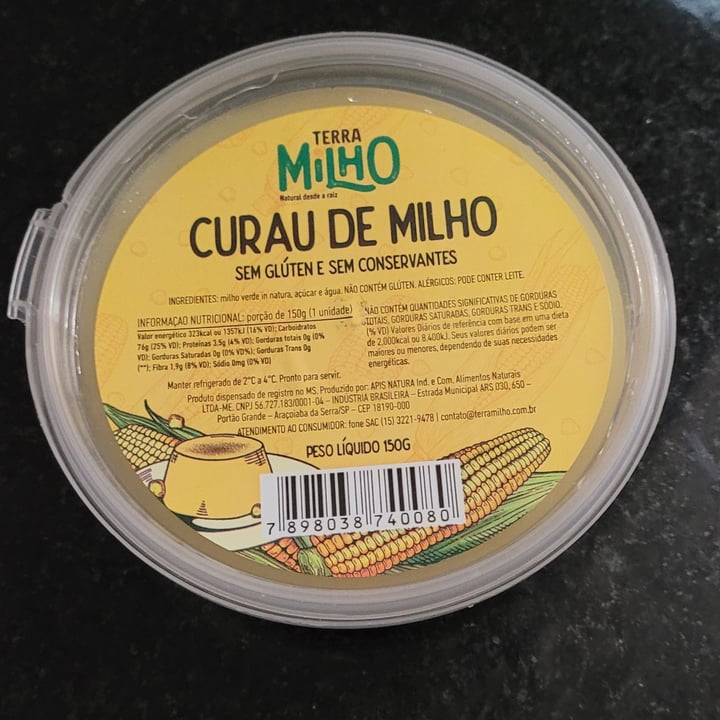 TERRA
MiLHO
Natural desde a raiz
CURAU DE MILHO
SEM GLÚTEN E SEM CONSERVANTES
INGREDIENTES: milho verde in natura, açúcar e água. NÃO CONTÉM GLÚTEN. ALÉRGICOS: PODE CONTER LEITE.
INFORMAÇÃO NUTRICIONAL: porção de 150g (1 unidade)
Valor energético 323kcal ou 1357kJ (16% VD); Carboidratos
76g (25% VD); Proteínas 3,5g (4% VD); Gorduras totais 0g (0%
VD); Gorduras Saturadas 0g (0% VD%); Gorduras Trans 0g
(**); Fibra 1,9g (8% VD); Sódio 0mg (0% VD)
NÃO CONTÉM QUANTIDADES SIGNIFICATIVAS DE GORDURAS
TOTAIS, GORDURAS SATURADAS, GORDURAS TRANS E SÓDIO.
(% VD) Valores Diários de referência com base em uma dieta
de 2.000kcal ou 8.400kJ. Seus valores diários podem ser
maiores ou menores, dependendo de suas necessidades
energéticas.
Manter refrigerado de 2°C a 4°C. Pronto para servir.
Produto dispensado de registro no MS. Produzido por: APIS NATURA Ind. e Com. Alimentos Naturais
LTDA-ME. CNPJ 56.727.183/0001-04 – INDÚSTRIA BRASILEIRA – Estrada Municipal ARS 030, 650 –
Portão Grande – Araçoiaba da Serra/SP – CEP 18190-000
ATENDIMENTO AO CONSUMIDOR: fone SAC (15) 3221-9478 | contato@terramilho.com.br
PESO LÍQUIDO 150G
7 898038 740080